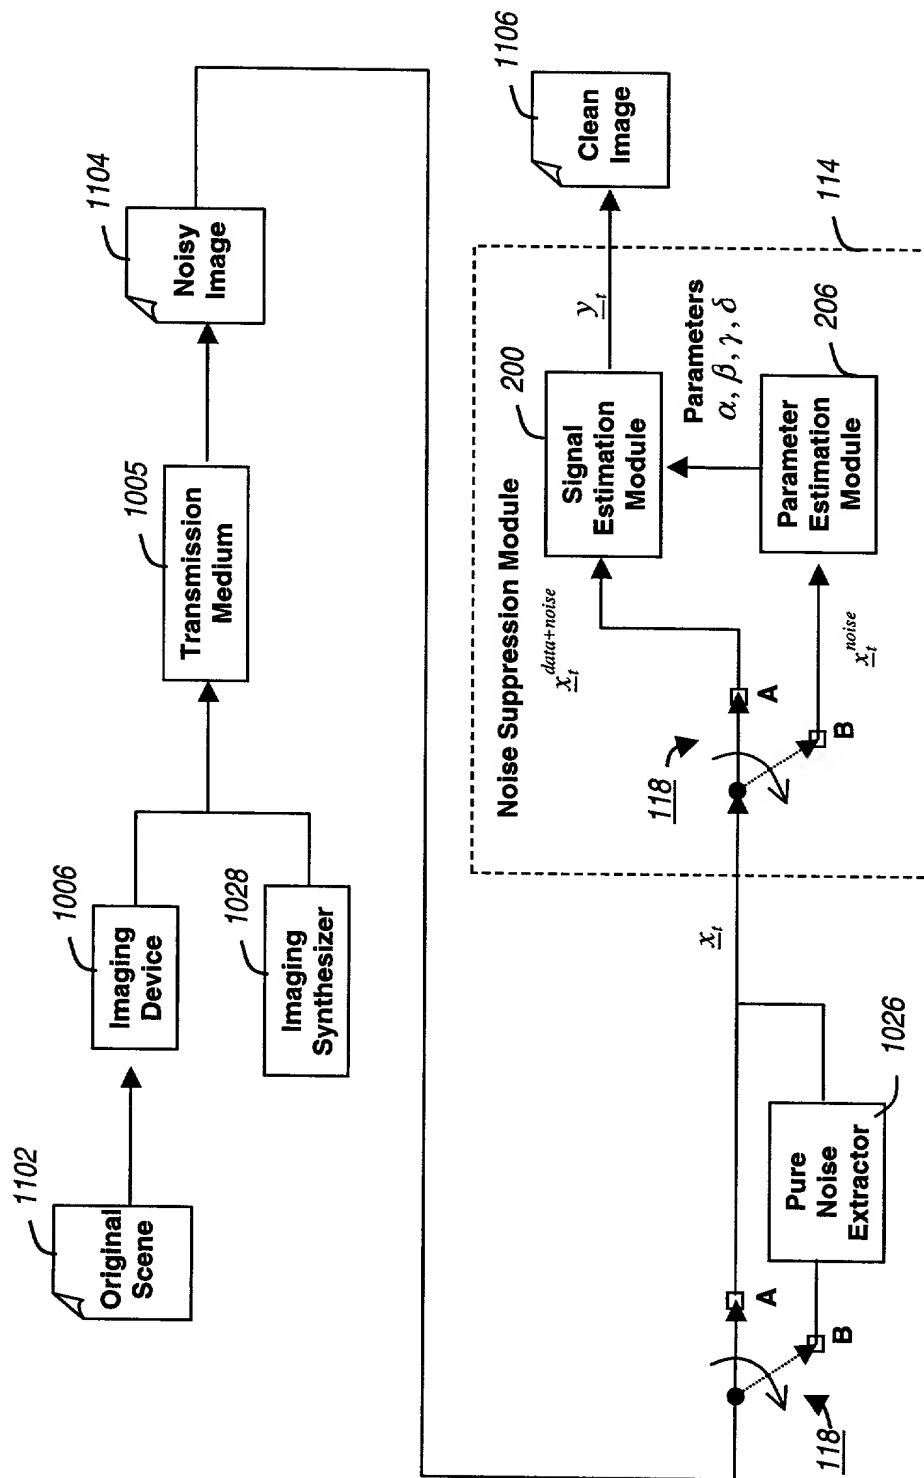 1102
Original
Scene
1006
Imaging
Device
1028
Imaging
Synthesizer
1005
Transmission
Medium
1104
Noisy
Image
118
A
B
Pure
Noise
Extractor
1026
x_t
Noise Suppression Module
118
A
B
x_t^{data+noise}
x_t^{noise}
200
Signal
Estimation
Module
Parameters
α, β, γ, δ
206
Parameter
Estimation
Module
y_t
114
1106
Clean
Image